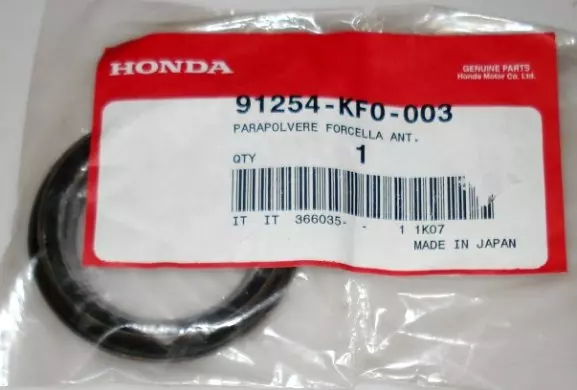 HONDA
GENUINE PARTS
Honda Motor Co. Ltd.
91254-KF0-003
PARAPOLVERE FORCELLA ANT.
QTY 1
IT IT 366035- - 1 1K07
MADE IN JAPAN